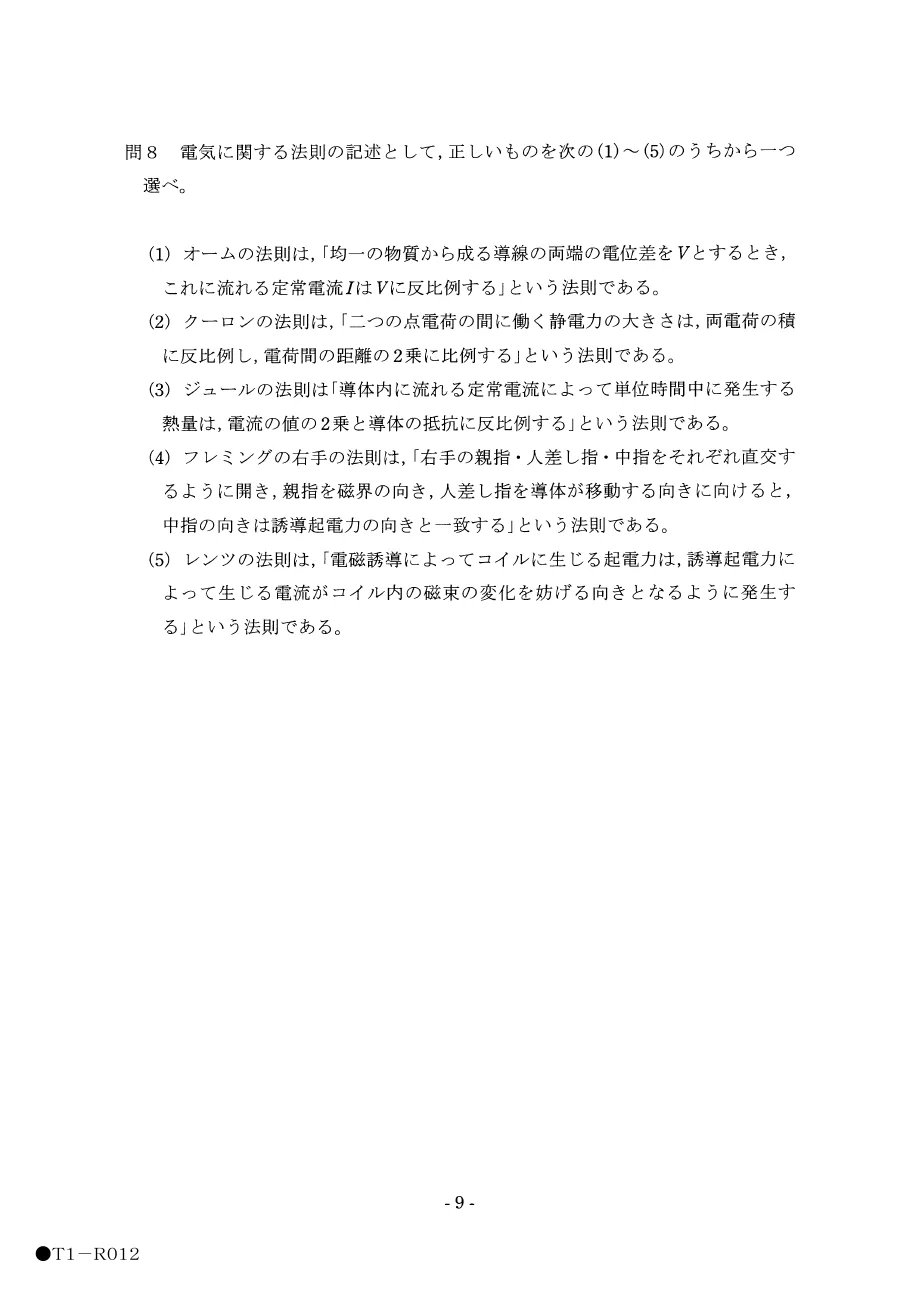 問８　電気に関する法則の記述として,正しいものを次の(1)～(5)のうちから一つ
選べ。
(1) オームの法則は,「均一の物質から成る導線の両端の電位差をVとするとき,
これに流れる定常電流IはVに反比例する」という法則である。
(2) クーロンの法則は,「二つの点電荷の間に働く静電力の大きさは,両電荷の積
に反比例し,電荷間の距離の２乗に比例する」という法則である。
(3) ジュールの法則は「導体内に流れる定常電流によって単位時間中に発生する
熱量は,電流の値の２乗と導体の抵抗に反比例する」という法則である。
(4) フレミングの右手の法則は,「右手の親指・人差し指・中指をそれぞれ直交す
るように開き,親指を磁界の向き,人差し指を導体が移動する向きに向けると,
中指の向きは誘導起電力の向きと一致する」という法則である。
(5) レンツの法則は,「電磁誘導によってコイルに生じる起電力は,誘導起電力に
よって生じる電流がコイル内の磁束の変化を妨げる向きとなるように発生す
る」という法則である。
- 9 -
●T1－R012